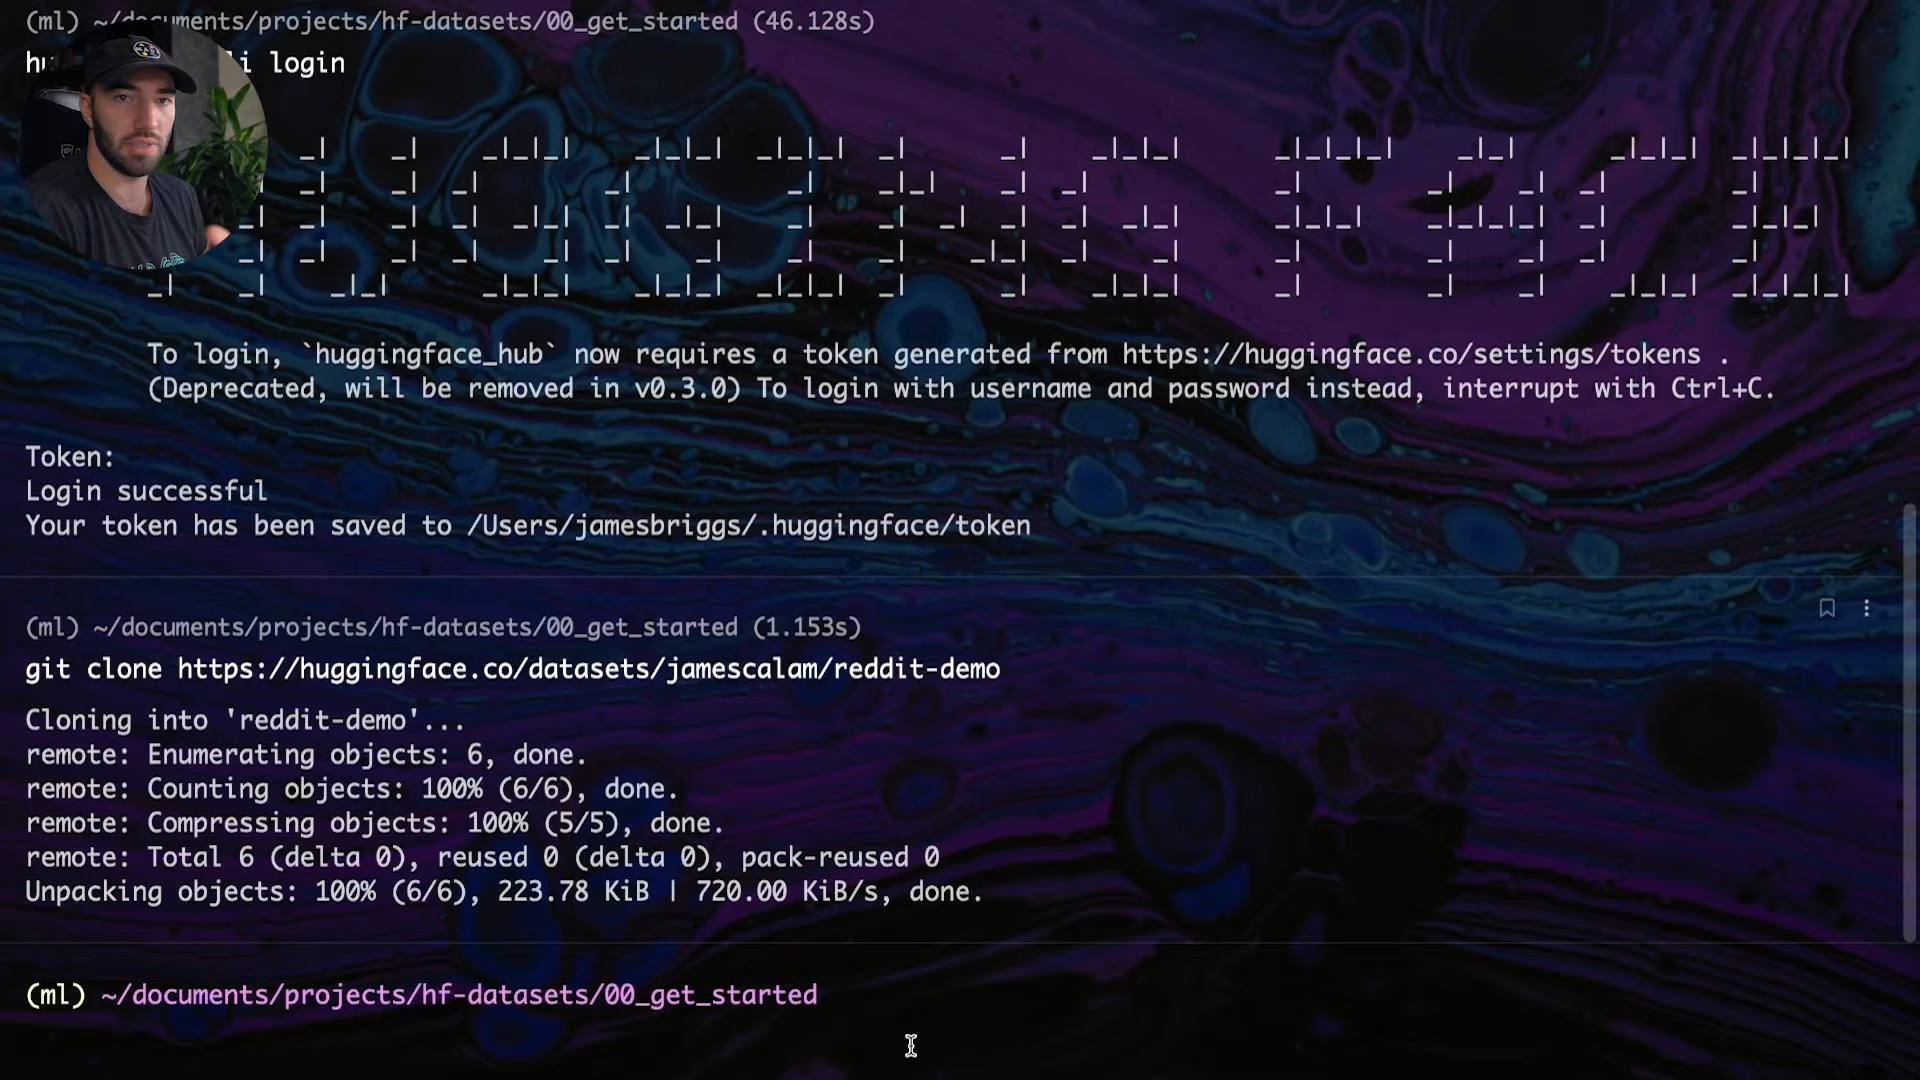 (ml) ~/documents/projects/hf-datasets/00_get_started (46.128s)
login
HUGGING FACE
To login, `huggingface_hub` now requires a token generated from https://huggingface.co/settings/tokens .
(Deprecated, will be removed in v0.3.0) To login with username and password instead, interrupt with Ctrl+C.
Token:
Login successful
Your token has been saved to /Users/jamesbriggs/.huggingface/token
(ml) ~/documents/projects/hf-datasets/00_get_started (1.153s)
git clone https://huggingface.co/datasets/jamescalam/reddit-demo
Cloning into 'reddit-demo'...
remote: Enumerating objects: 6, done.
remote: Counting objects: 100% (6/6), done.
remote: Compressing objects: 100% (5/5), done.
remote: Total 6 (delta 0), reused 0 (delta 0), pack-reused 0
Unpacking objects: 100% (6/6), 223.78 KiB | 720.00 KiB/s, done.
(ml) ~/documents/projects/hf-datasets/00_get_started